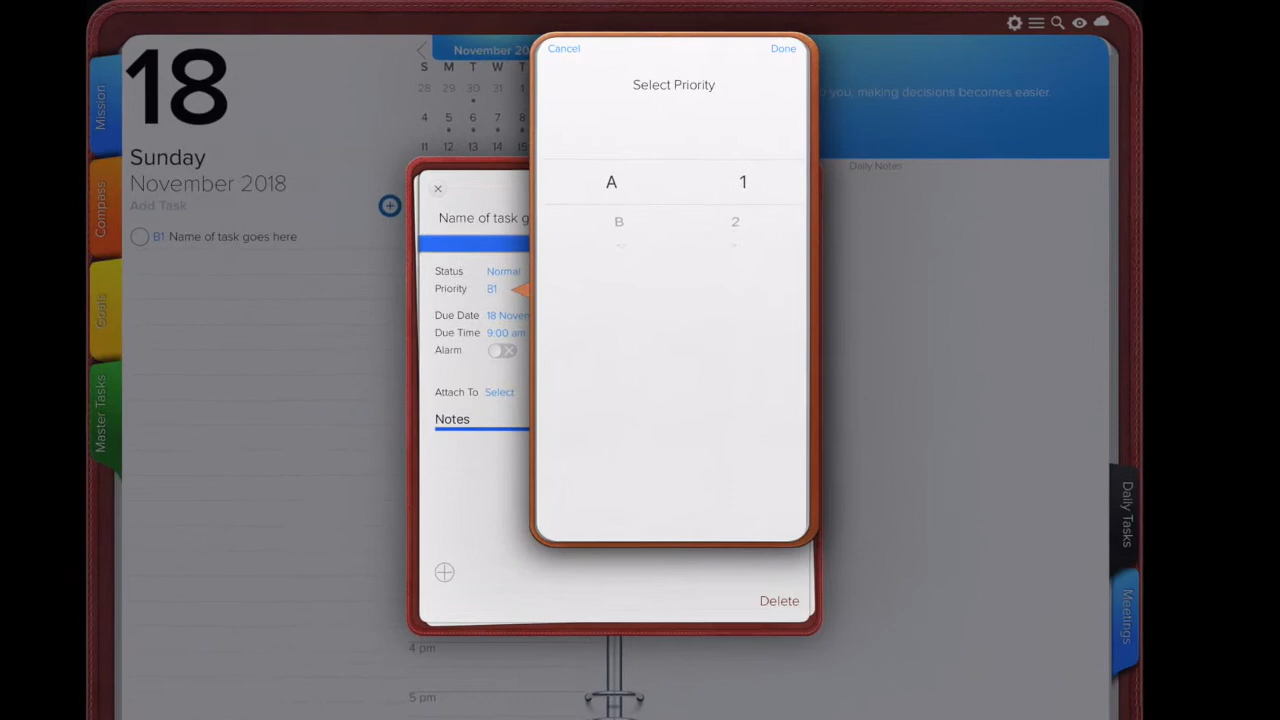 18
Sunday
November 2018
Add Task
B1 Name of task goes here
Mission
Compass
Goals
Master Tasks
November 20
S M T W T
28 29 30 31 1
4 5 6 7 8
11 12 13 14 15
you, making decisions becomes easier.
Daily Notes
Cancel Done
Select Priority
A 1
B 2
Name of task g
Status Normal
Priority B1
Due Date 18 Novem
Due Time 9:00 am
Alarm
Attach To Select
Notes
Delete
4 pm
5 pm
Daily Tasks
Meetings